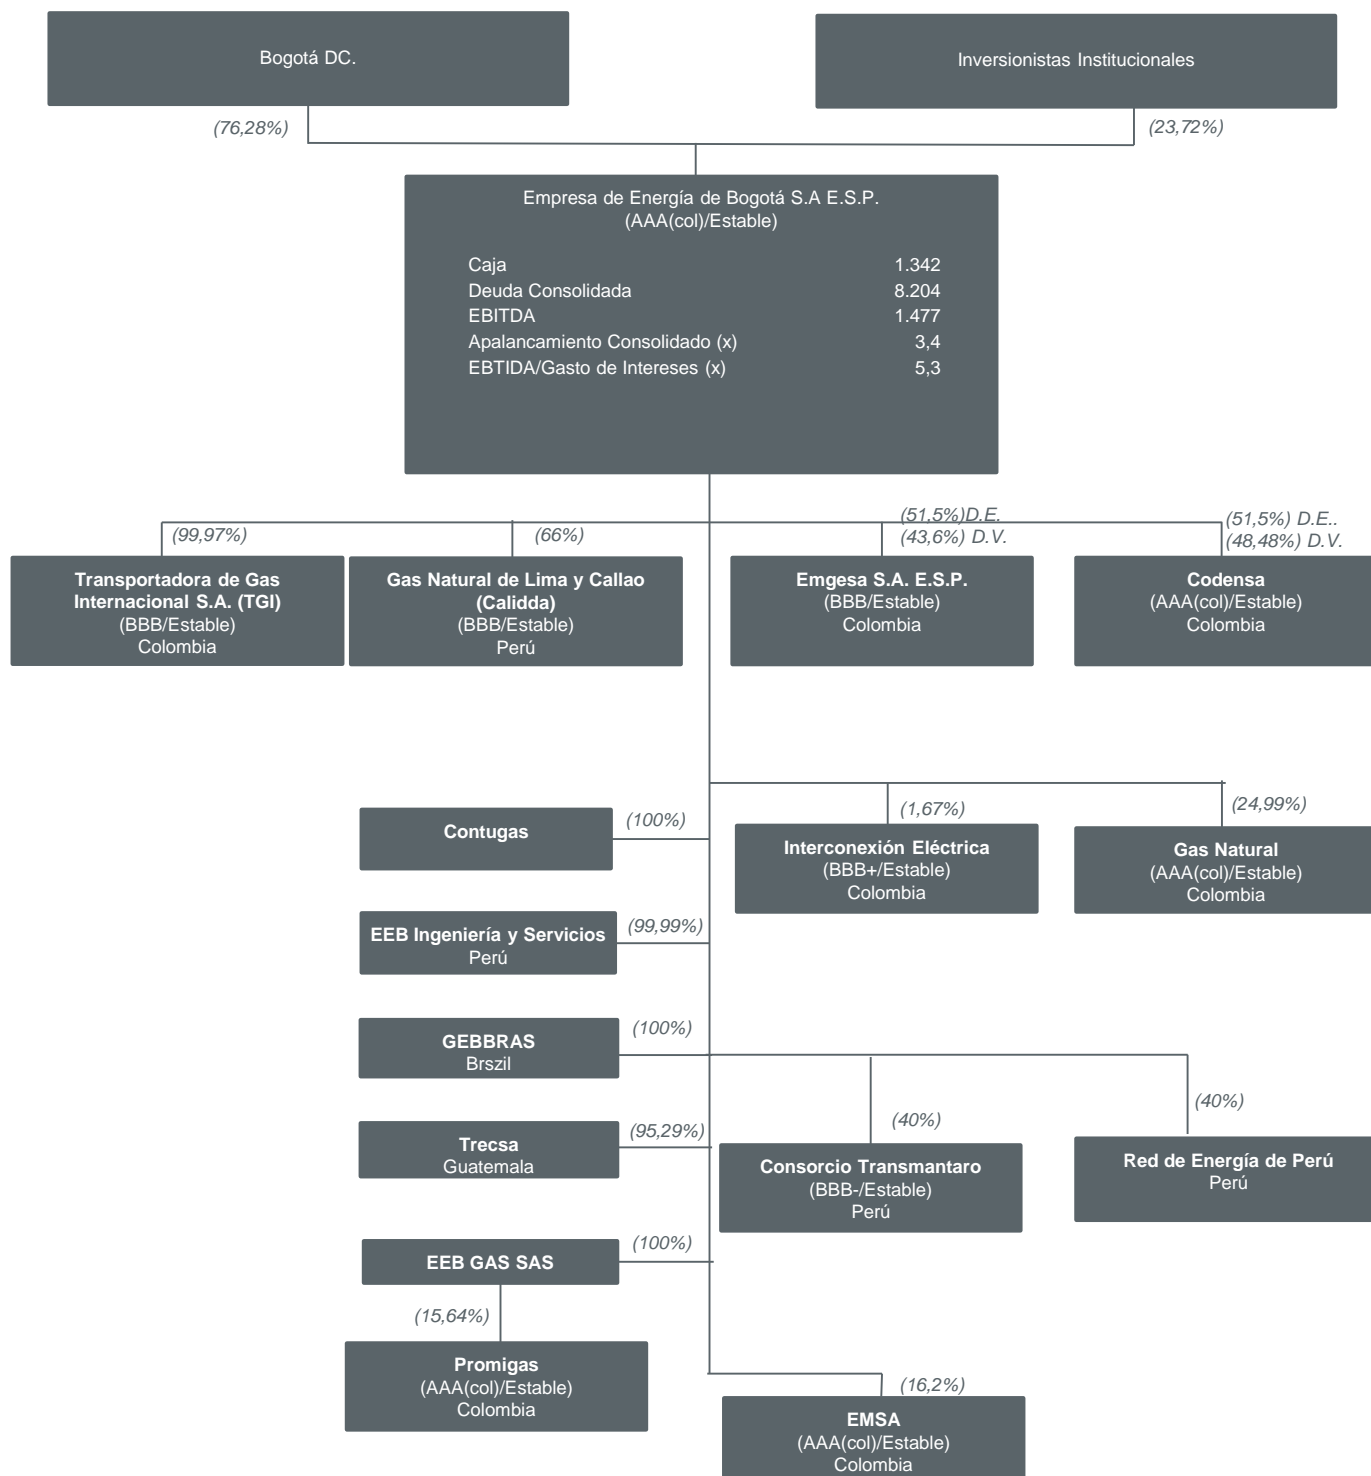 Bogotá DC.
Inversionistas Institucionales
(76,28%)
(23,72%)
Empresa de Energía de Bogotá S.A E.S.P.
(AAA(col)/Estable)
Caja 1.342
Deuda Consolidada 8.204
EBITDA 1.477
Apalancamiento Consolidado (x) 3,4
EBTIDA/Gasto de Intereses (x) 5,3
(99,97%)
(66%)
(51,5%)D.E.
(43,6%) D.V.
(51,5%) D.E..
(48,48%) D.V.
Transportadora de Gas
Internacional S.A. (TGI)
(BBB/Estable)
Colombia
Gas Natural de Lima y Callao
(Calidda)
(BBB/Estable)
Perú
Emgesa S.A. E.S.P.
(BBB/Estable)
Colombia
Codensa
(AAA(col)/Estable)
Colombia
Contugas
(100%)
(1,67%)
(24,99%)
Interconexión Eléctrica
(BBB+/Estable)
Colombia
Gas Natural
(AAA(col)/Estable)
Colombia
EEB Ingeniería y Servicios
Perú
(99,99%)
GEBBRAS
Brszil
(100%)
Trecsa
Guatemala
(95,29%)
(40%)
(40%)
Consorcio Transmantaro
(BBB-/Estable)
Perú
Red de Energía de Perú
Perú
EEB GAS SAS
(100%)
(15,64%)
Promigas
(AAA(col)/Estable)
Colombia
(16,2%)
EMSA
(AAA(col)/Estable)
Colombia